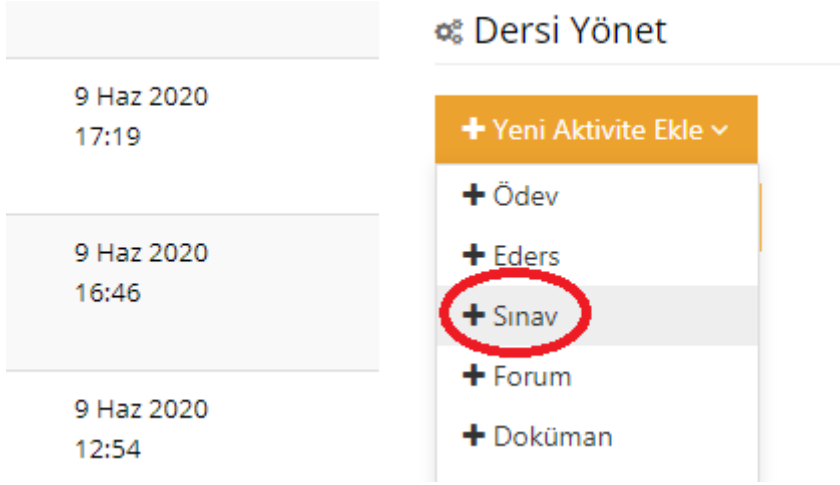 9 Haz 2020
17:19
9 Haz 2020
16:46
9 Haz 2020
12:54
Dersi Yönet
Yeni Aktivite Ekle
Ödev
Eders
Sınav
Forum
Doküman